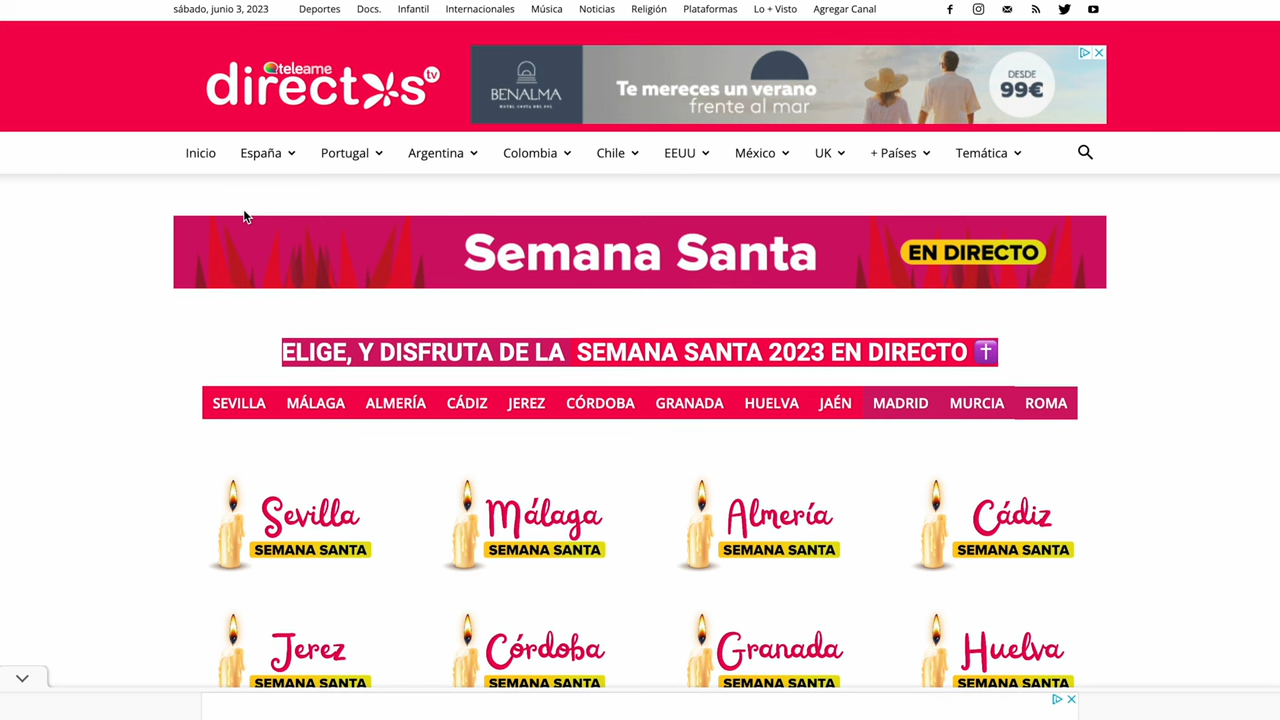 sábado, junio 3, 2023 Deportes Docs. Infantil Internacionales Música Noticias Religión Plataformas Lo + Visto Agregar Canal
teleame
directos tv
BENALMA
HOTEL COSTA DEL SOL
Te mereces un verano
frente al mar
DESDE
99€
Inicio España Portugal Argentina Colombia Chile EEUU México UK + Países Temática
Semana Santa EN DIRECTO
ELIGE, Y DISFRUTA DE LA SEMANA SANTA 2023 EN DIRECTO
SEVILLA MÁLAGA ALMERÍA CÁDIZ JEREZ CÓRDOBA GRANADA HUELVA JAÉN MADRID MURCIA ROMA
Sevilla Málaga Almería Cádiz
SEMANA SANTA SEMANA SANTA SEMANA SANTA SEMANA SANTA
Jerez Córdoba Granada Huelva
SEMANA SANTA SEMANA SANTA SEMANA SANTA SEMANA SANTA